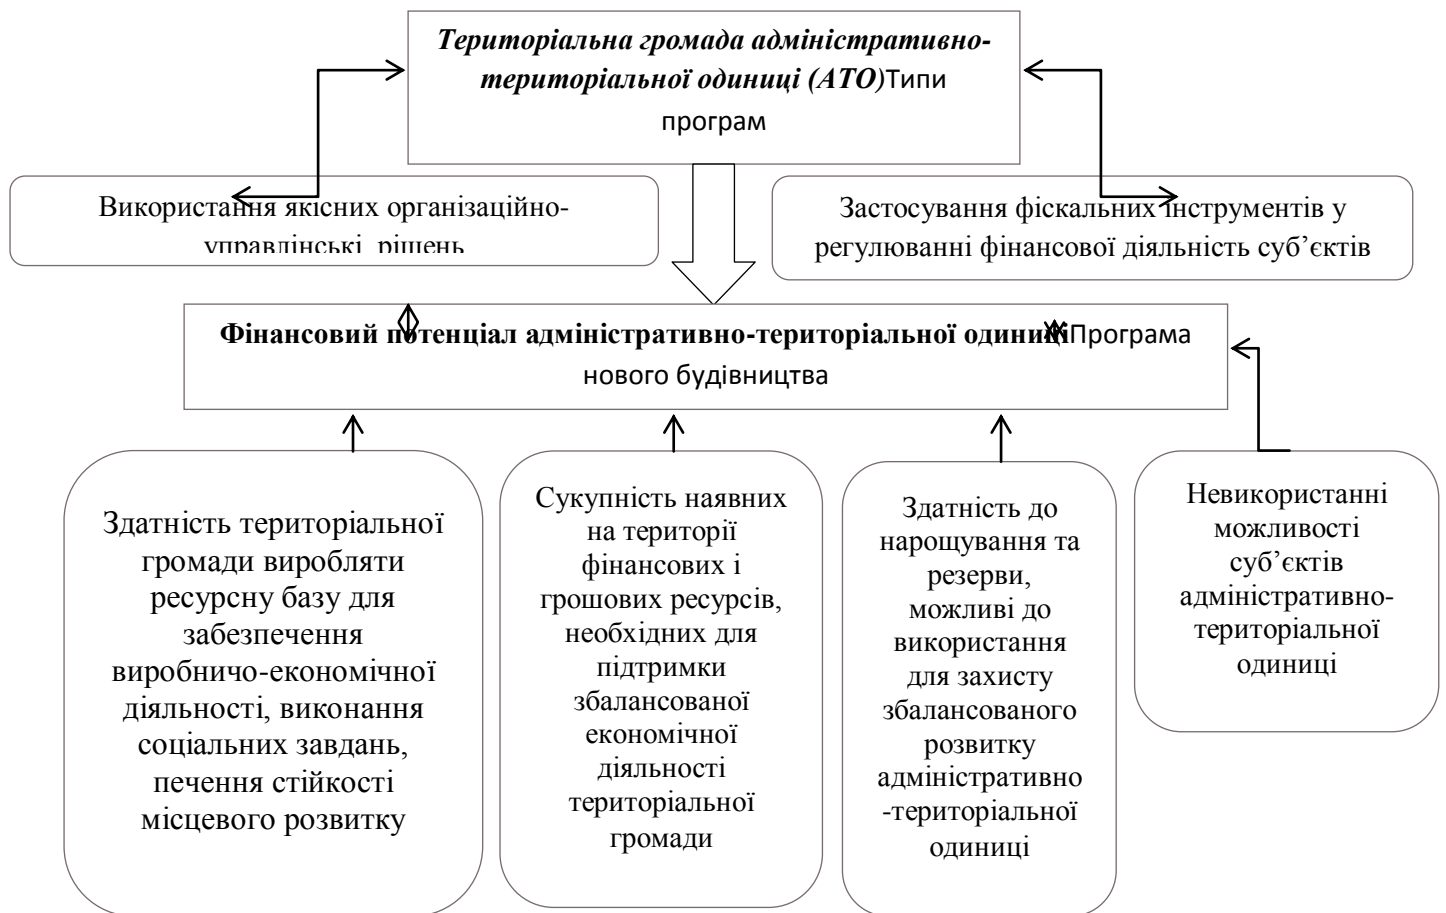 Територіальна громада адміністративно-
територіальної одиниці (АТО)Типи
програм
Використання якісних організаційно-
управлінські рішень
Застосування фіскальних інструментів у
регулюванні фінансової діяльність суб’єктів
Фінансовий потенціал адміністративно-територіальної одиниціПрограма
нового будівництва
Здатність територіальної
громади виробляти
ресурсну базу для
забезпечення
виробничо-економічної
діяльності, виконання
соціальних завдань,
печення стійкості
місцевого розвитку
Сукупність наявних
на території
фінансових і
грошових ресурсів,
необхідних для
підтримки
збалансованої
економічної
діяльності
територіальної
громади
Здатність до
нарощування та
резерви,
можливі до
використання
для захисту
збалансованого
розвитку
адміністративно
-територіальної
одиниці
Невикористанні
можливості
суб’єктів
адміністративно-
територіальної
одиниці